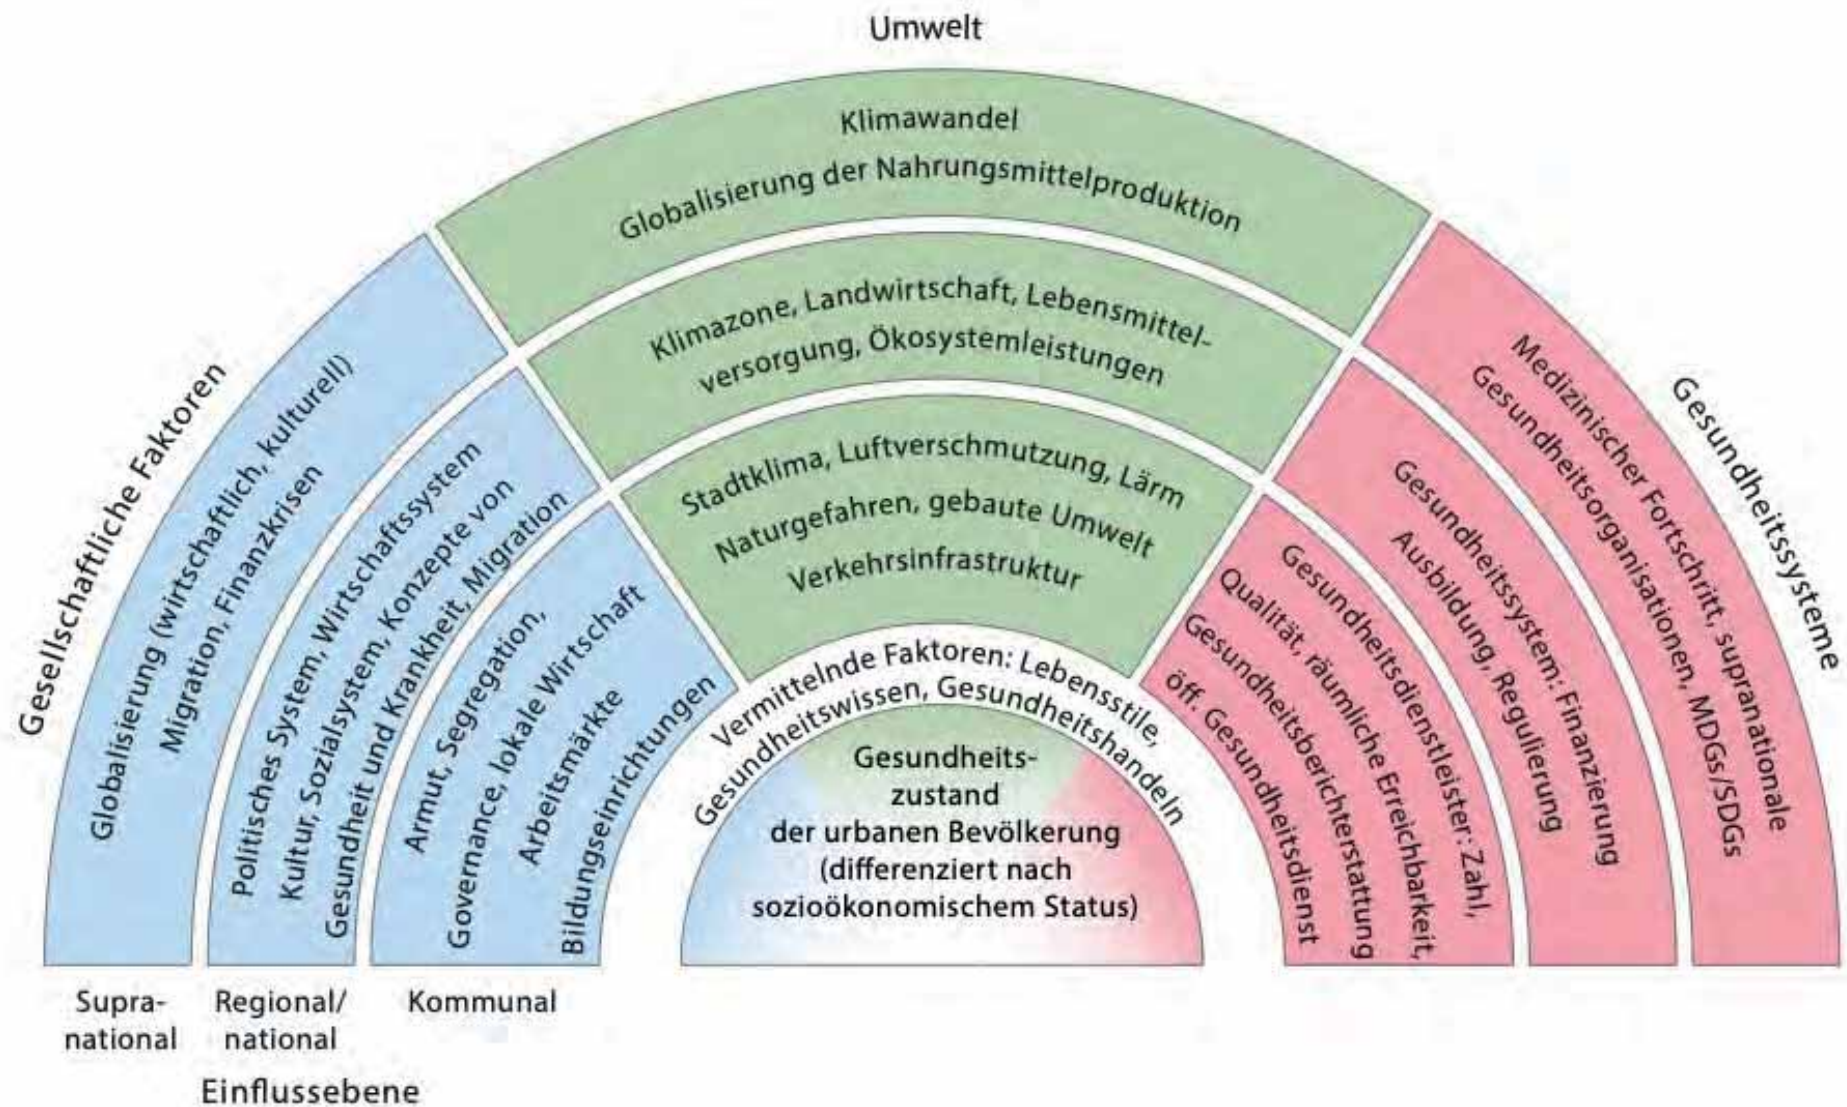 Umwelt
Klimawandel
Globalisierung der Nahrungsmittelproduktion
Klimazone, Landwirtschaft, Lebensmittel-
versorgung, Ökosystemleistungen
Stadtklima, Luftverschmutzung, Lärm
Naturgefahren, gebaute Umwelt
Verkehrsinfrastruktur
Gesellschaftliche Faktoren
Globalisierung (wirtschaftlich, kulturell)
Migration, Finanzkrisen
Politisches System, Wirtschaftssystem
Kultur, Sozialsystem, Konzepte von
Gesundheit und Krankheit, Migration
Armut, Segregation,
Governance, lokale Wirtschaft
Arbeitsmärkte
Bildungseinrichtungen
Gesundheitssysteme
Medizinischer Fortschritt, supranationale
Gesundheitsorganisationen, MDGs/SDGs
Gesundheitssystem: Finanzierung
Ausbildung, Regulierung
Gesundheitsdienstleister: Zahl,
Qualität, räumliche Erreichbarkeit,
Gesundheitsberichterstattung
öff. Gesundheitsdienst
Vermittelnde Faktoren: Lebensstile,
Gesundheitswissen, Gesundheitshandeln
Gesundheits-
zustand
der urbanen Bevölkerung
(differenziert nach
sozioökonomischem Status)
Supra-
national
Regional/
national
Kommunal
Einflussebene